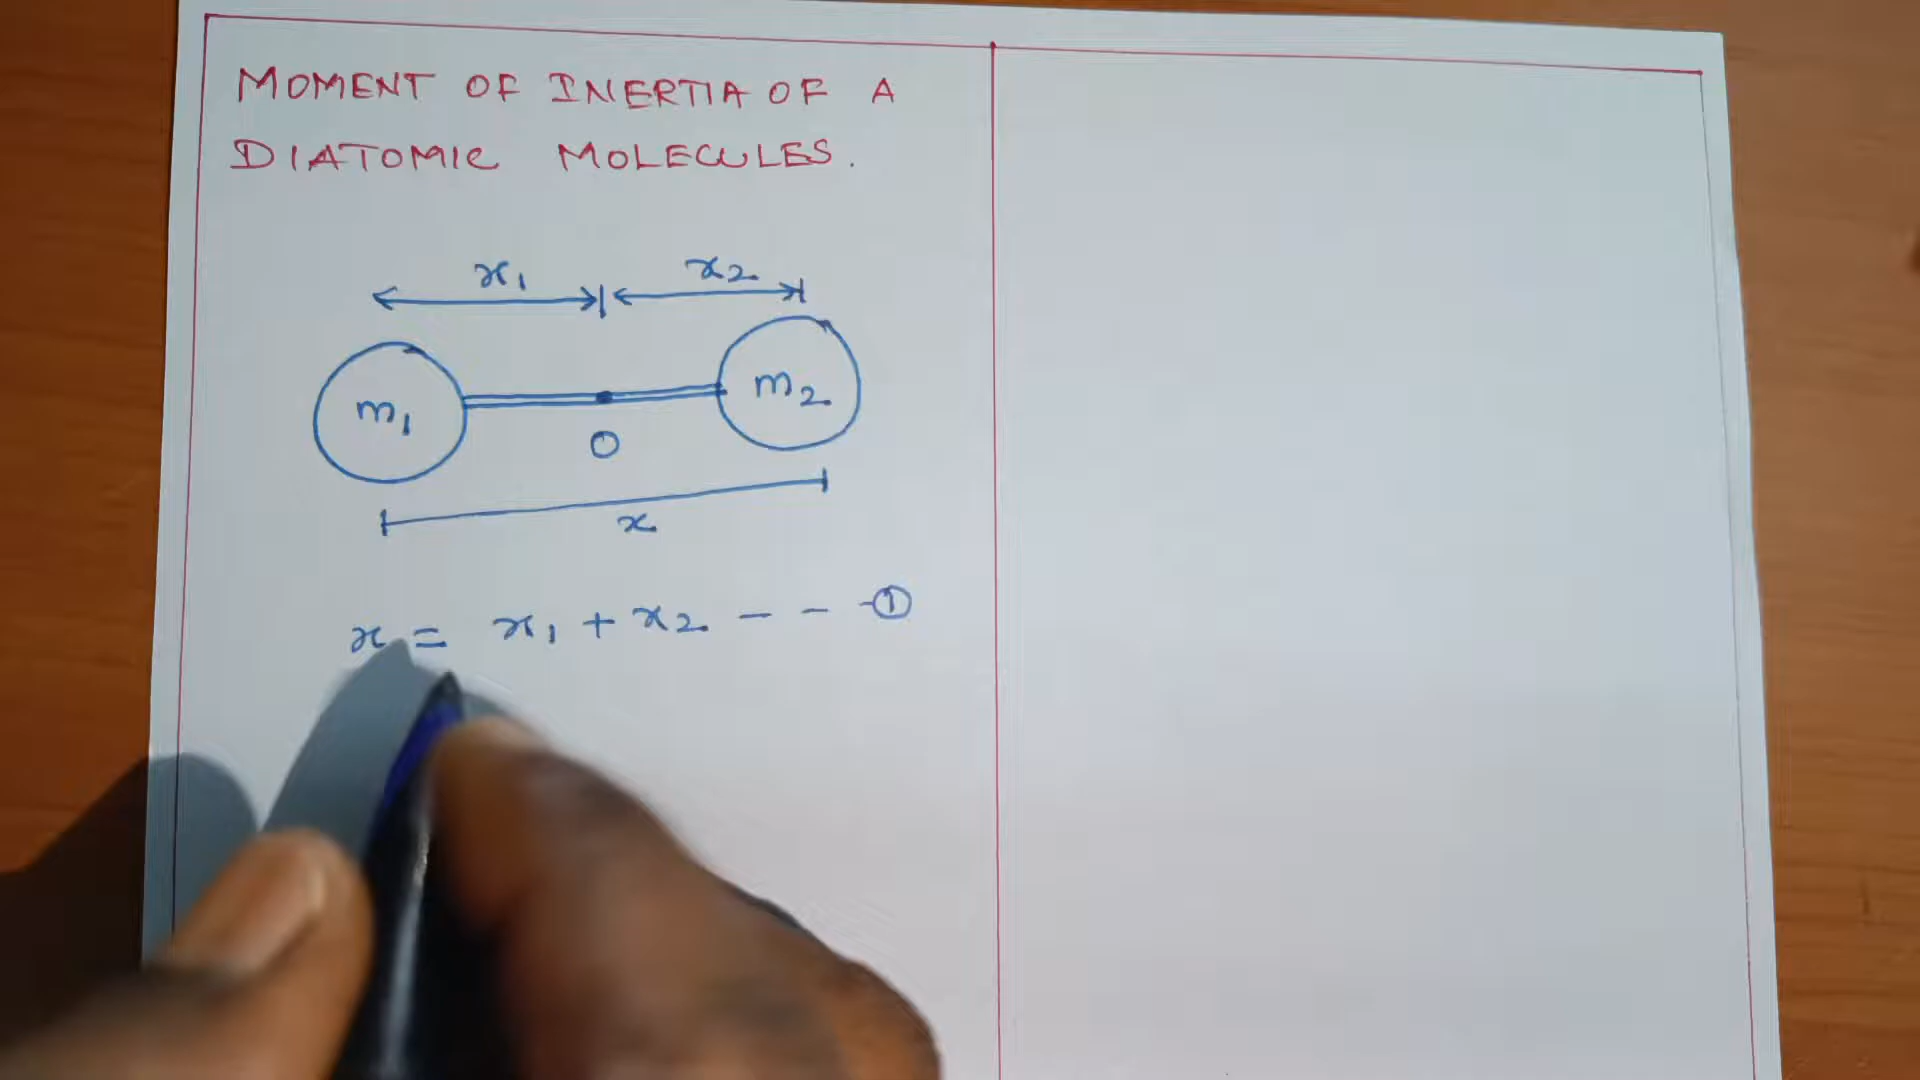 MOMENT OF INERTIA OF A
DIATOMIC MOLECULES.
x₁ x₂
m₁ m₂
O
x
x = x₁ + x₂ - - - ①